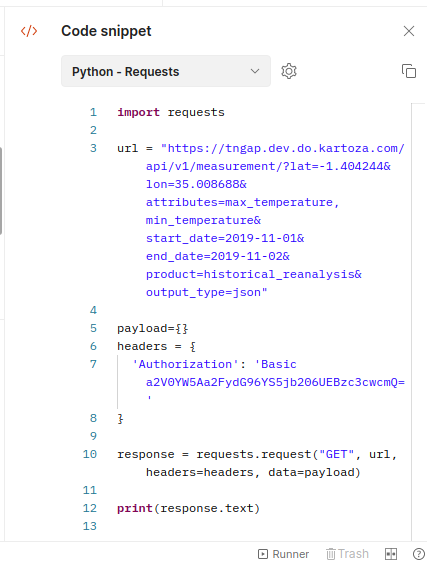 </> Code snippet
Python - Requests
1 import requests
2
3 url = "https://tngap.dev.do.kartoza.com/
api/v1/measurement/?lat=-1.404244&
lon=35.008688&
attributes=max_temperature,
min_temperature&
start_date=2019-11-01&
end_date=2019-11-02&
product=historical_reanalysis&
output_type=json"
4
5 payload={}
6 headers = {
7 'Authorization': 'Basic
a2V0YW5Aa2FydG96YS5jb206UEBzc3cwcmQ=
'
8 }
9
10 response = requests.request("GET", url,
headers=headers, data=payload)
11
12 print(response.text)
13
Runner Trash